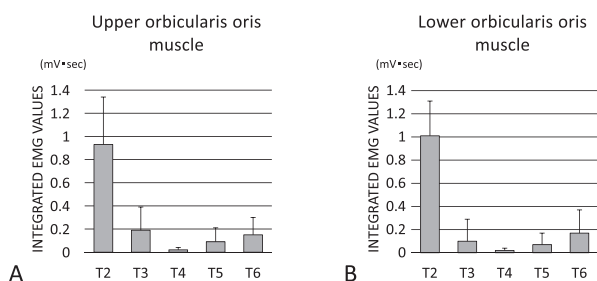 Upper orbicularis oris
muscle
(mV▪sec)
INTEGRATED EMG VALUES
1.4
1.2
1
0.8
0.6
0.4
0.2
0
T2 T3 T4 T5 T6
A
Lower orbicularis oris
muscle
(mV▪sec)
INTEGRATED EMG VALUES
1.4
1.2
1
0.8
0.6
0.4
0.2
0
T2 T3 T4 T5 T6
B